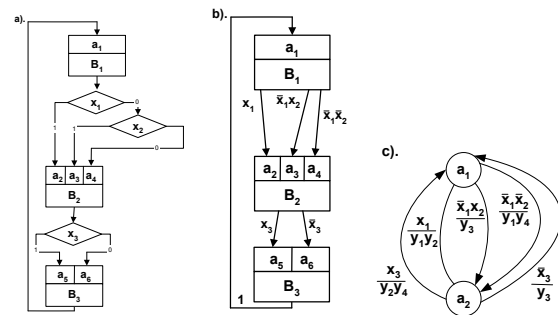 a).
a₁
B₁
x₁
0
1
x₂
1
0
a₂ a₃ a₄
B₂
x₃
1 0
a₅ a₆
B₃
b).
a₁
B₁
x₁ x̄₁x₂ x̄₁x̄₂
a₂ a₃ a₄
B₂
x₃ x̄₃
a₅ a₆
B₃
1
c).
a₁
x₁/y₁y₂
x̄₁x₂/y₃
x̄₁x̄₂/y₁y₄
x₃/y₂y₄
x̄₃/y₃
a₂